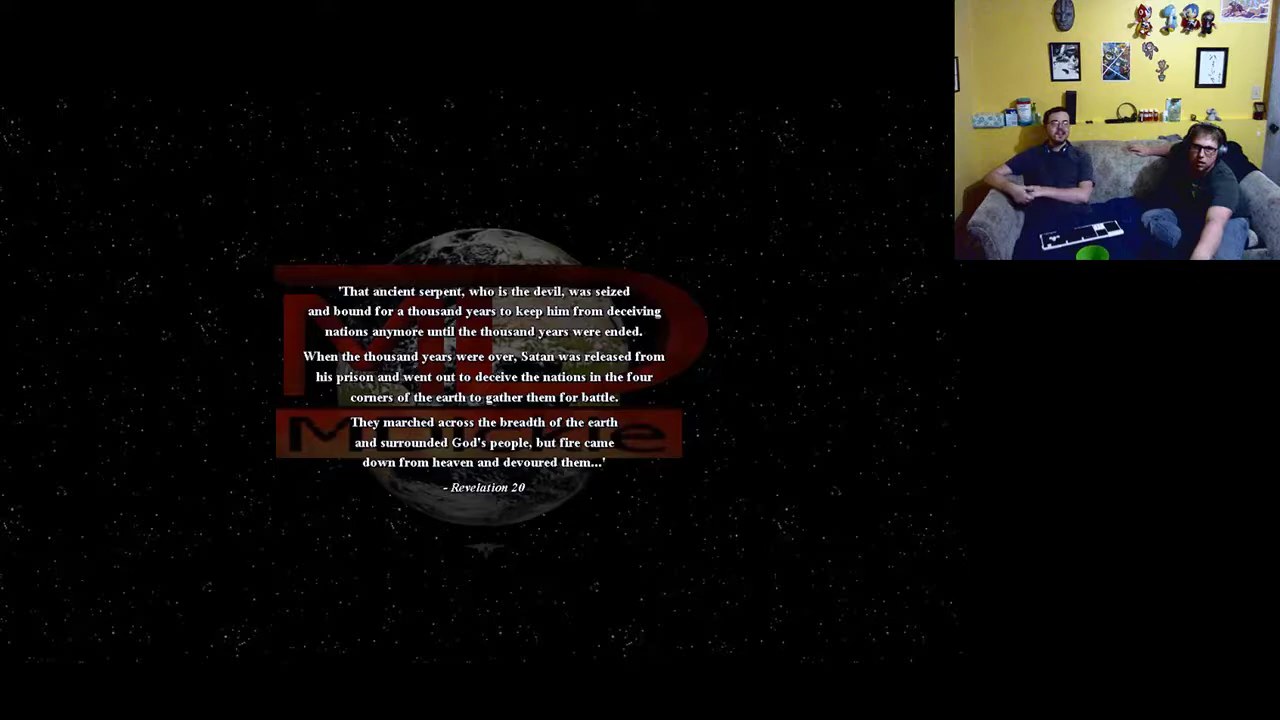 'That ancient serpent, who is the devil, was seized
and bound for a thousand years to keep him from deceiving
nations anymore until the thousand years were ended.
When the thousand years were over, Satan was released from
his prison and went out to deceive the nations in the four
corners of the earth to gather them for battle.
They marched across the breadth of the earth
and surrounded God's people, but fire came
down from heaven and devoured them...'
- Revelation 20
MD
MDickie